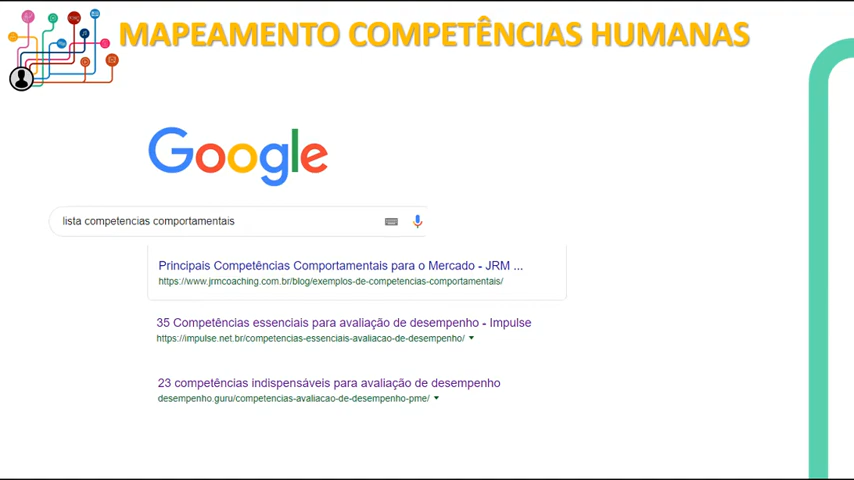 MAPEAMENTO COMPETÊNCIAS HUMANAS
Google
lista competencias comportamentais
Principais Competências Comportamentais para o Mercado - JRM ...
https://www.jrmcoaching.com.br/blog/exemplos-de-competencias-comportamentais/
35 Competências essenciais para avaliação de desempenho - Impulse
https://impulse.net.br/competencias-essenciais-avaliacao-de-desempenho/
23 competências indispensáveis para avaliação de desempenho
desempenho.guru/competencias-avaliacao-de-desempenho-pme/